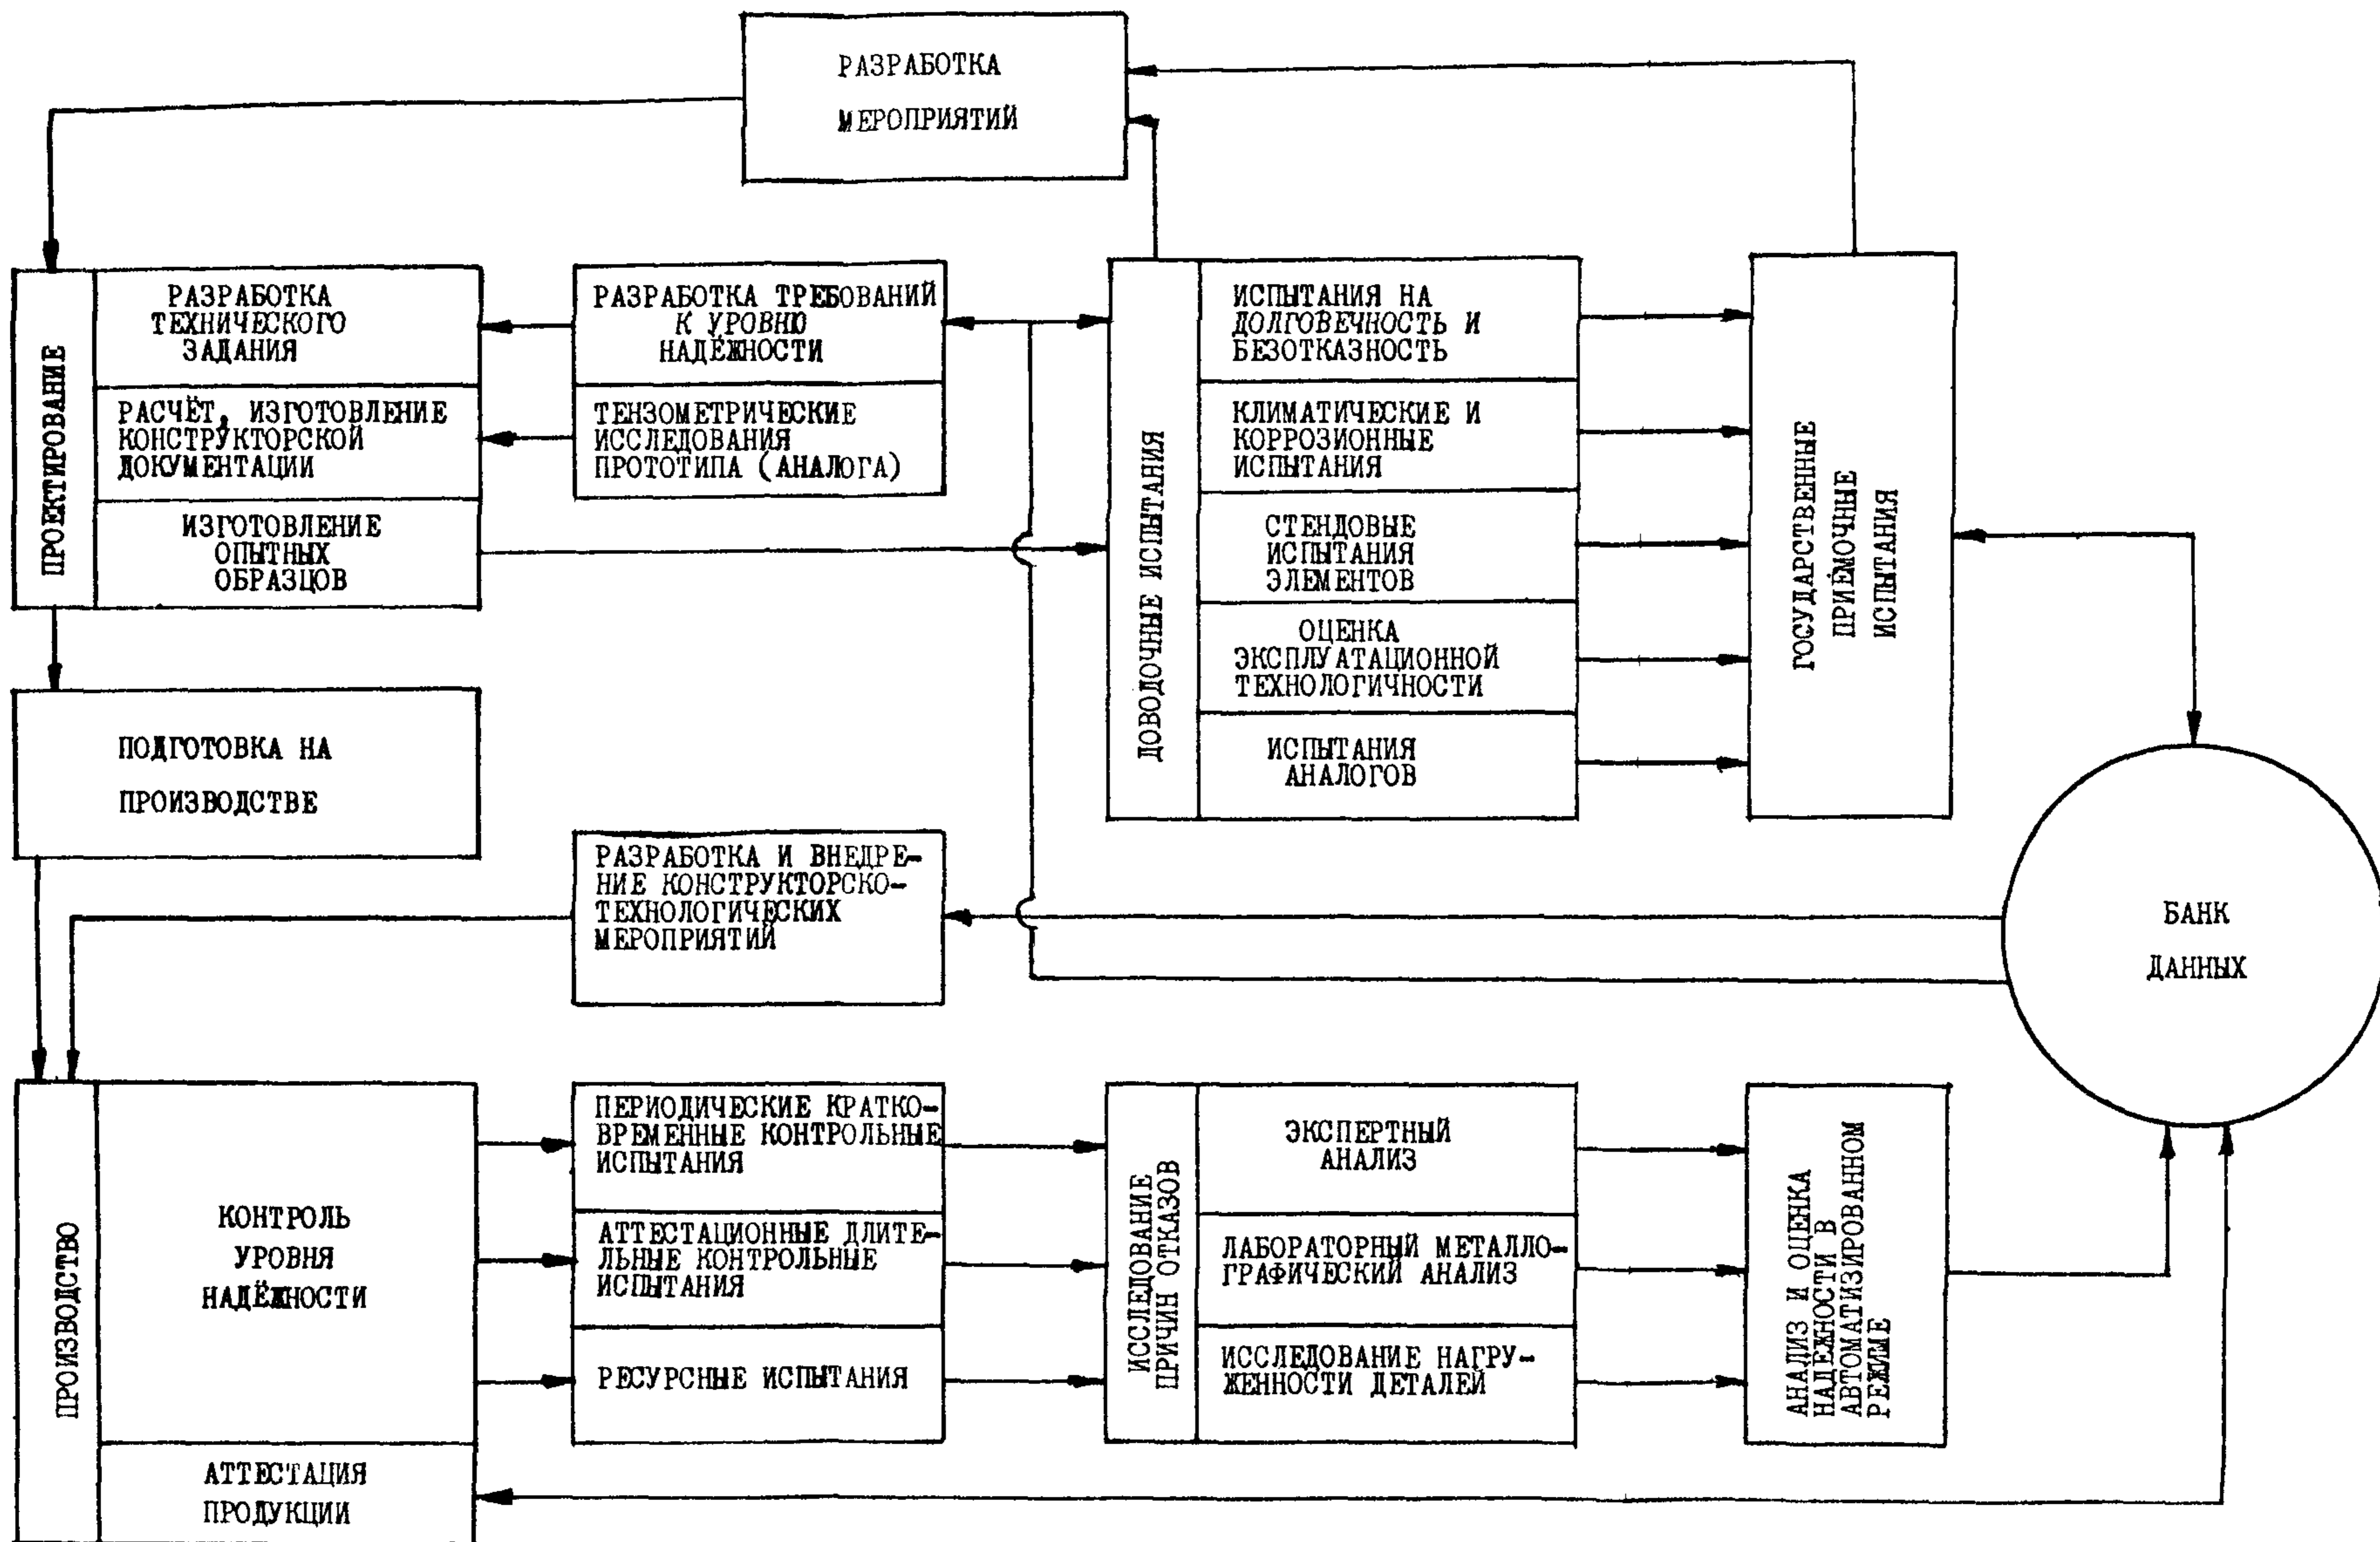 РАЗРАБОТКА
МЕРОПРИЯТИЙ
ПРОЕКТИРОВАНИЕ
РАЗРАБОТКА
ТЕХНИЧЕСКОГО
ЗАДАНИЯ
РАСЧЁТ, ИЗГОТОВЛЕНИЕ
КОНСТРУКТОРСКОЙ
ДОКУМЕНТАЦИИ
ИЗГОТОВЛЕНИЕ
ОПЫТНЫХ
ОБРАЗЦОВ
РАЗРАБОТКА ТРЕБОВАНИЙ
К УРОВНЮ
НАДЁЖНОСТИ
ТЕНЗОМЕТРИЧЕСКИЕ
ИССЛЕДОВАНИЯ
ПРОТОТИПА (АНАЛОГА)
ДОВОДОЧНЫЕ ИСПЫТАНИЯ
ИСПЫТАНИЯ НА
ДОЛГОВЕЧНОСТЬ И
БЕЗОТКАЗНОСТЬ
КЛИМАТИЧЕСКИЕ И
КОРРОЗИОННЫЕ
ИСПЫТАНИЯ
СТЕНДОВЫЕ
ИСПЫТАНИЯ
ЭЛЕМЕНТОВ
ОЦЕНКА
ЭКСПЛУАТАЦИОННОЙ
ТЕХНОЛОГИЧНОСТИ
ИСПЫТАНИЯ
АНАЛОГОВ
ГОСУДАРСТВЕННЫЕ
ПРИЁМОЧНЫЕ
ИСПЫТАНИЯ
ПОДГОТОВКА НА
ПРОИЗВОДСТВЕ
РАЗРАБОТКА И ВНЕДРЕ-
НИЕ КОНСТРУКТОРСКО-
ТЕХНОЛОГИЧЕСКИХ
МЕРОПРИЯТИЙ
БАНК
ДАННЫХ
ПРОИЗВОДСТВО
КОНТРОЛЬ
УРОВНЯ
НАДЁЖНОСТИ
АТТЕСТАЦИЯ
ПРОДУКЦИИ
ПЕРИОДИЧЕСКИЕ КРАТКО-
ВРЕМЕННЫЕ КОНТРОЛЬНЫЕ
ИСПЫТАНИЯ
АТТЕСТАЦИОННЫЕ ДЛИТЕ-
ЛЬНЫЕ КОНТРОЛЬНЫЕ
ИСПЫТАНИЯ
РЕСУРСНЫЕ ИСПЫТАНИЯ
ИССЛЕДОВАНИЕ
ПРИЧИН ОТКАЗОВ
ЭКСПЕРТНЫЙ
АНАЛИЗ
ЛАБОРАТОРНЫЙ МЕТАЛЛО-
ГРАФИЧЕСКИЙ АНАЛИЗ
ИССЛЕДОВАНИЕ НАГРУ-
ЖЕННОСТИ ДЕТАЛЕЙ
АНАЛИЗ И ОЦЕНКА
НАДЕЖНОСТИ В
АВТОМАТИЗИРОВАННОМ
РЕЖИМЕ